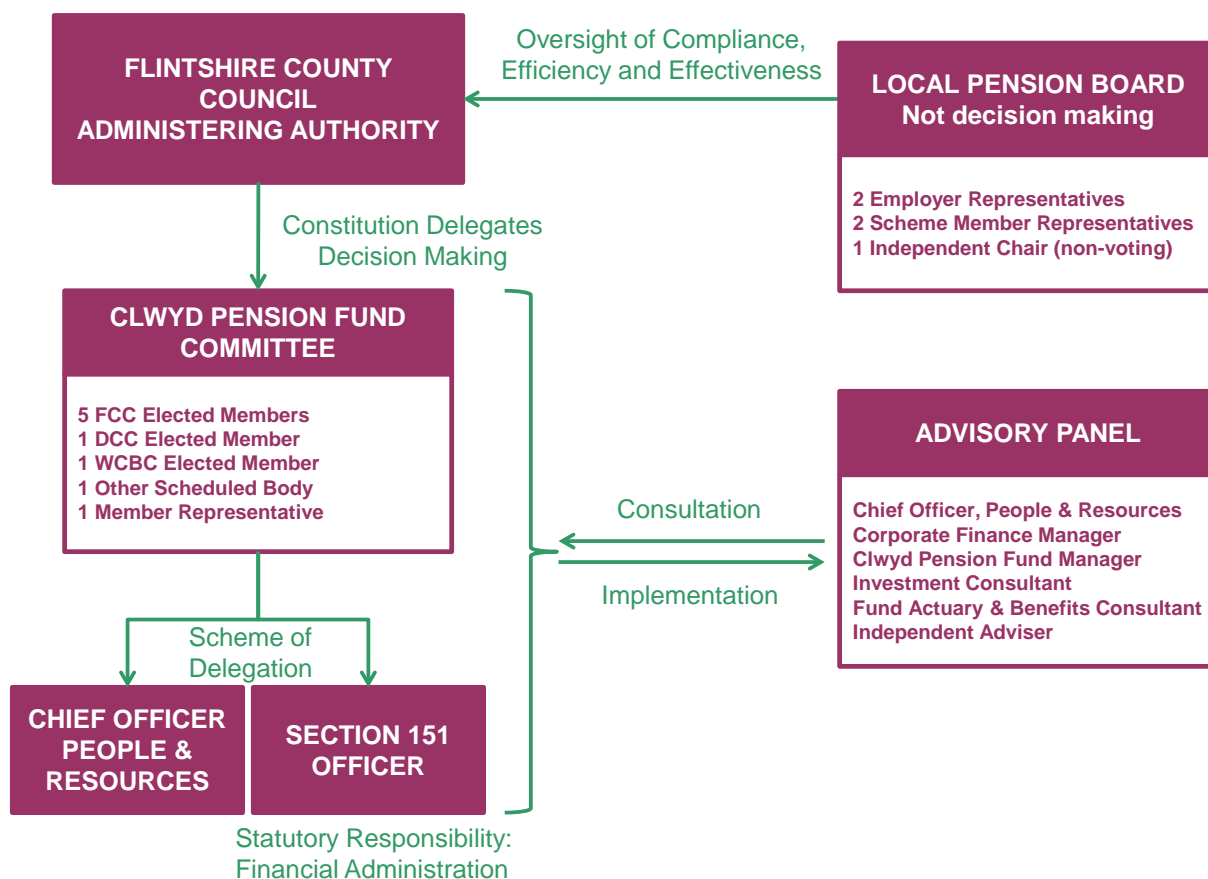 FLINTSHIRE COUNTY
COUNCIL
ADMINISTERING AUTHORITY
Oversight of Compliance,
Efficiency and Effectiveness
LOCAL PENSION BOARD
Not decision making
2 Employer Representatives
2 Scheme Member Representatives
1 Independent Chair (non-voting)
Constitution Delegates
Decision Making
CLWYD PENSION FUND
COMMITTEE
5 FCC Elected Members
1 DCC Elected Member
1 WCBC Elected Member
1 Other Scheduled Body
1 Member Representative
Consultation
Implementation
ADVISORY PANEL
Chief Officer, People & Resources
Corporate Finance Manager
Clwyd Pension Fund Manager
Investment Consultant
Fund Actuary & Benefits Consultant
Independent Adviser
Scheme of
Delegation
CHIEF OFFICER
PEOPLE &
RESOURCES
SECTION 151
OFFICER
Statutory Responsibility:
Financial Administration